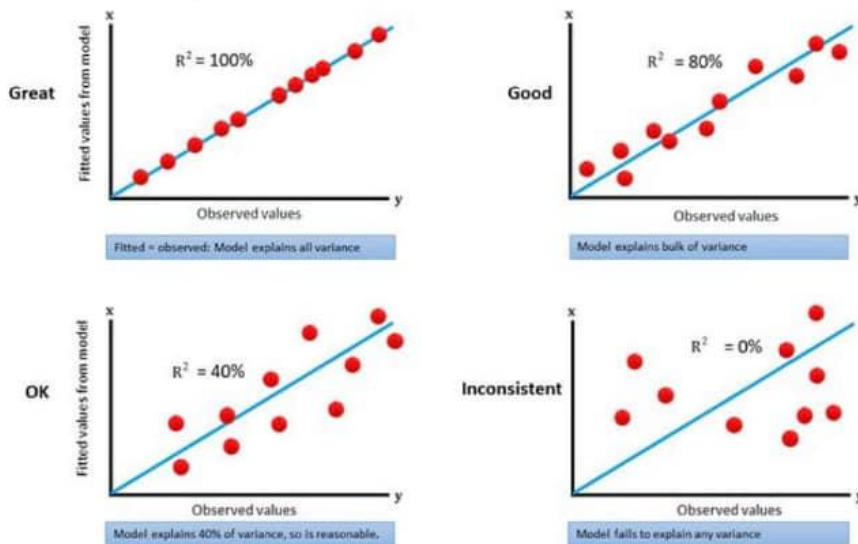 x
R² = 100%
Great
Fitted values from model
y
Observed values
Fitted = observed: Model explains all variance
x
R² = 80%
Good
y
Observed values
Model explains bulk of variance
x
R² = 40%
OK
Fitted values from model
y
Observed values
Model explains 40% of variance, so is reasonable.
x
R² = 0%
Inconsistent
y
Observed values
Model fails to explain any variance